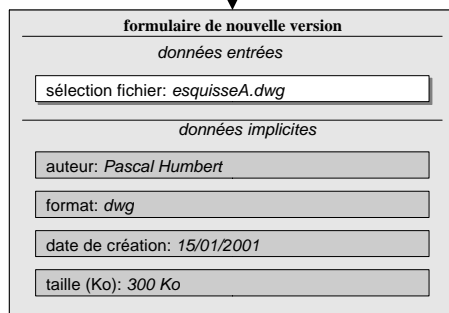 formulaire de nouvelle version
données entrées
sélection fichier: esquisseA.dwg
données implicites
auteur: Pascal Humbert
format: dwg
date de création: 15/01/2001
taille (Ko): 300 Ko